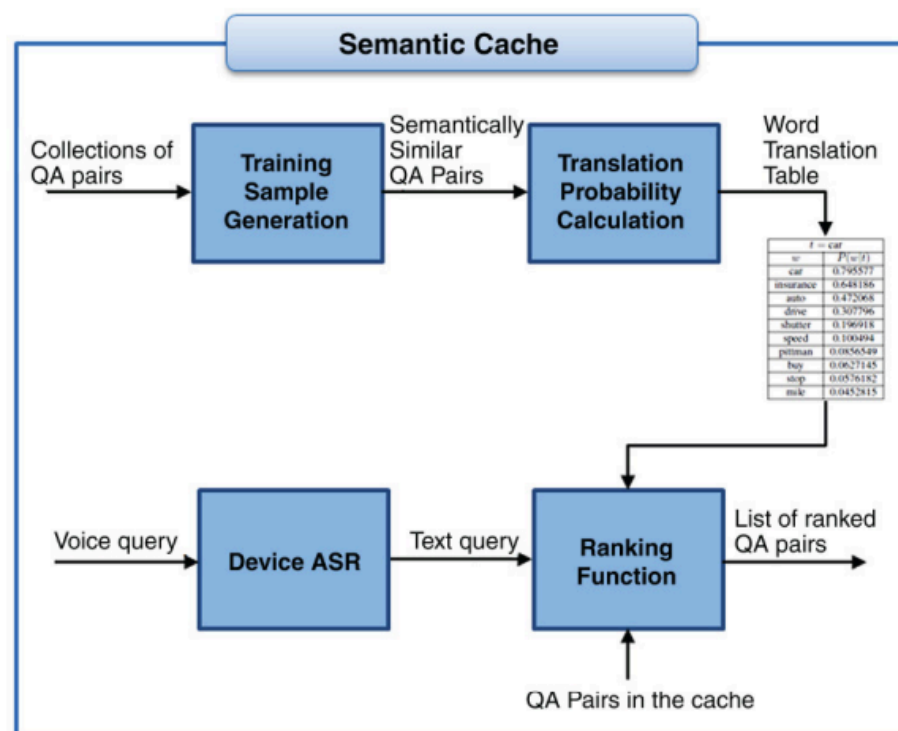 Semantic Cache
Collections of
QA pairs
Training
Sample
Generation
Semantically
Similar
QA Pairs
Translation
Probability
Calculation
Word
Translation
Table
t = car
w P(w|t)
car 0.795577
insurance 0.648186
auto 0.472068
drive 0.307796
shutter 0.196918
speed 0.100494
pittman 0.0856549
buy 0.0627145
stop 0.0576182
mile 0.0452815
Voice query
Device ASR
Text query
Ranking
Function
List of ranked
QA pairs
QA Pairs in the cache